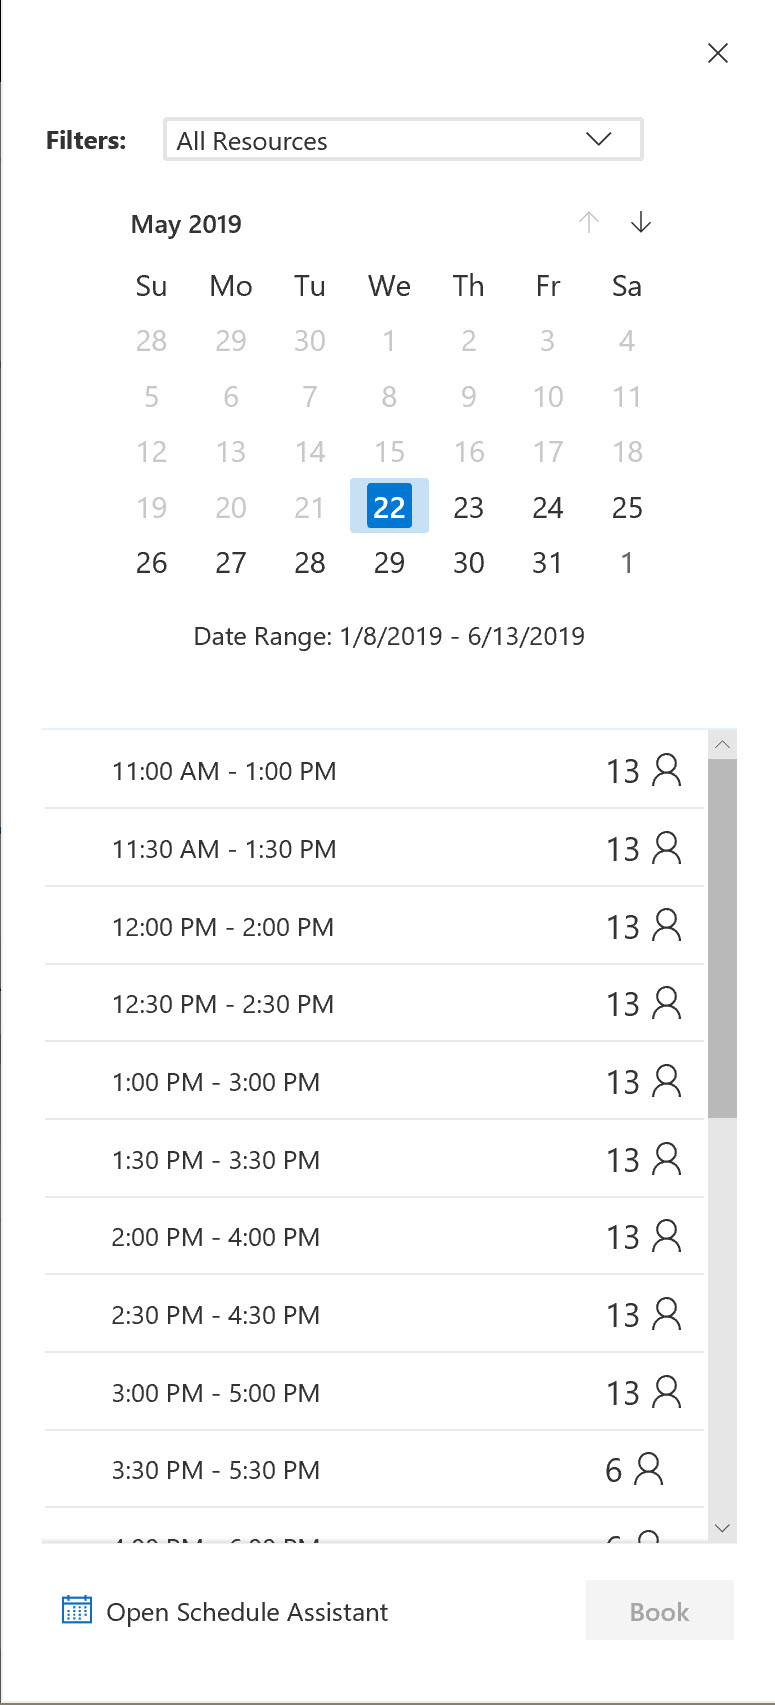 Filters: All Resources
May 2019
Su Mo Tu We Th Fr Sa
28 29 30 1 2 3 4
5 6 7 8 9 10 11
12 13 14 15 16 17 18
19 20 21 22 23 24 25
26 27 28 29 30 31 1
Date Range: 1/8/2019 - 6/13/2019
11:00 AM - 1:00 PM 13
11:30 AM - 1:30 PM 13
12:00 PM - 2:00 PM 13
12:30 PM - 2:30 PM 13
1:00 PM - 3:00 PM 13
1:30 PM - 3:30 PM 13
2:00 PM - 4:00 PM 13
2:30 PM - 4:30 PM 13
3:00 PM - 5:00 PM 13
3:30 PM - 5:30 PM 6
Open Schedule Assistant Book